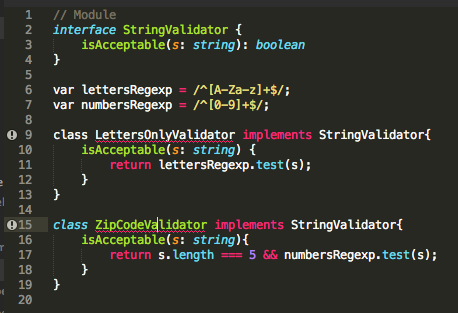 1 // Module
2 interface StringValidator {
3     isAcceptable(s: string): boolean
4 }
5
6 var lettersRegexp = /^[A-Za-z]+$/;
7 var numbersRegexp = /^[0-9]+$/;
8
9 class LettersOnlyValidator implements StringValidator{
10     isAcceptable(s: string) {
11         return lettersRegexp.test(s);
12     }
13 }
14
15 class ZipCodeValidator implements StringValidator{
16     isAcceptable(s: string){
17         return s.length === 5 && numbersRegexp.test(s);
18     }
19 }
20